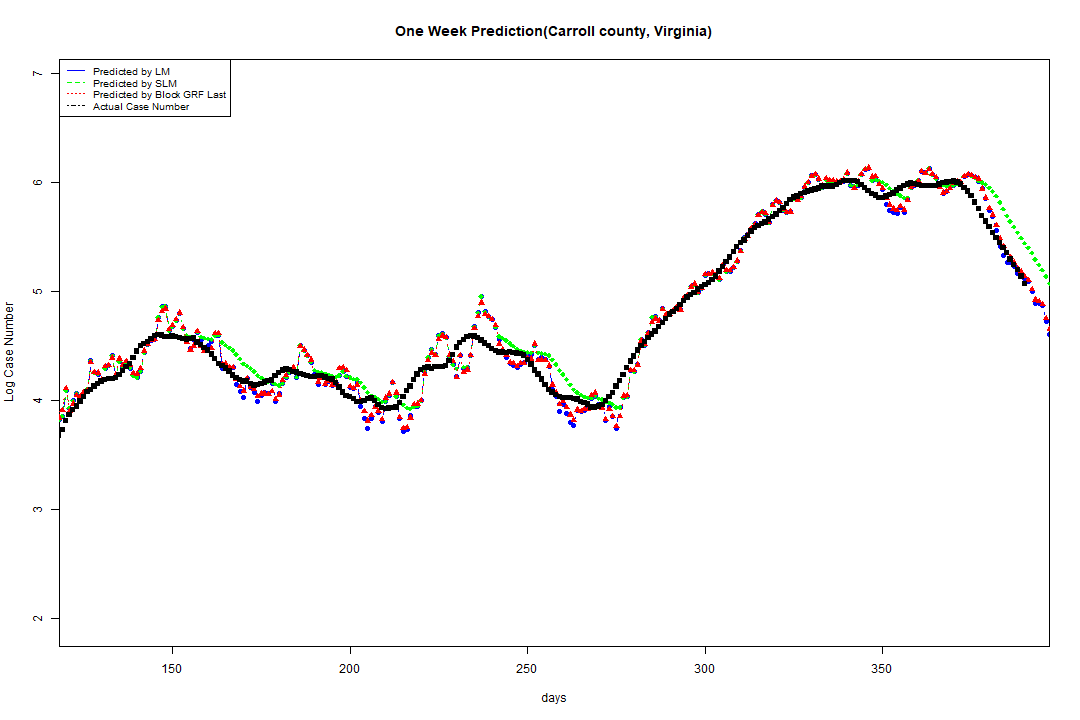 One Week Prediction(Carroll county, Virginia)
Predicted by LM
Predicted by SLM
Predicted by Block GRF Last
Actual Case Number
7
6
5
4
3
2
Log Case Number
150 200 250 300 350
days